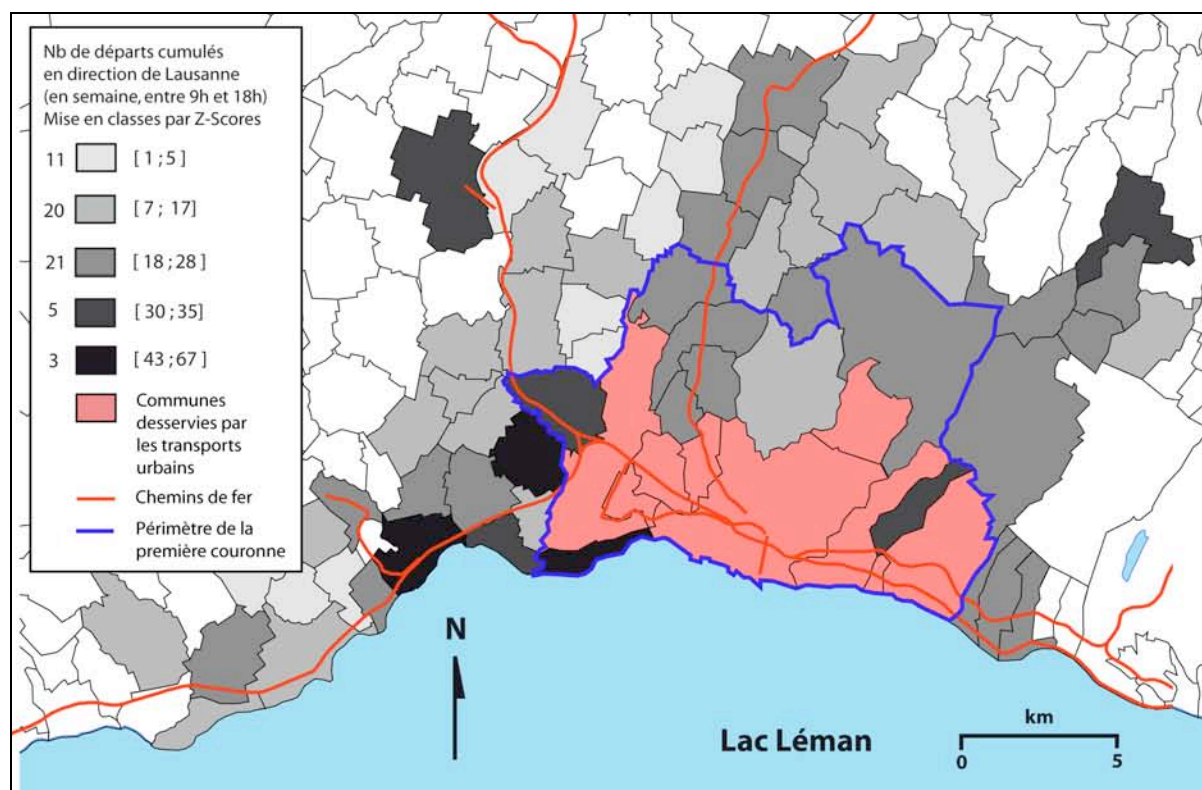 Nb de départs cumulés
en direction de Lausanne
(en semaine, entre 9h et 18h)
Mise en classes par Z-Scores
11 [ 1 ; 5 ]
20 [ 7 ; 17 ]
21 [ 18 ; 28 ]
5 [ 30 ; 35 ]
3 [ 43 ; 67 ]
Communes
desservies par
les transports
urbains
Chemins de fer
Périmètre de la
première couronne
N
Lac Léman
km
0 5